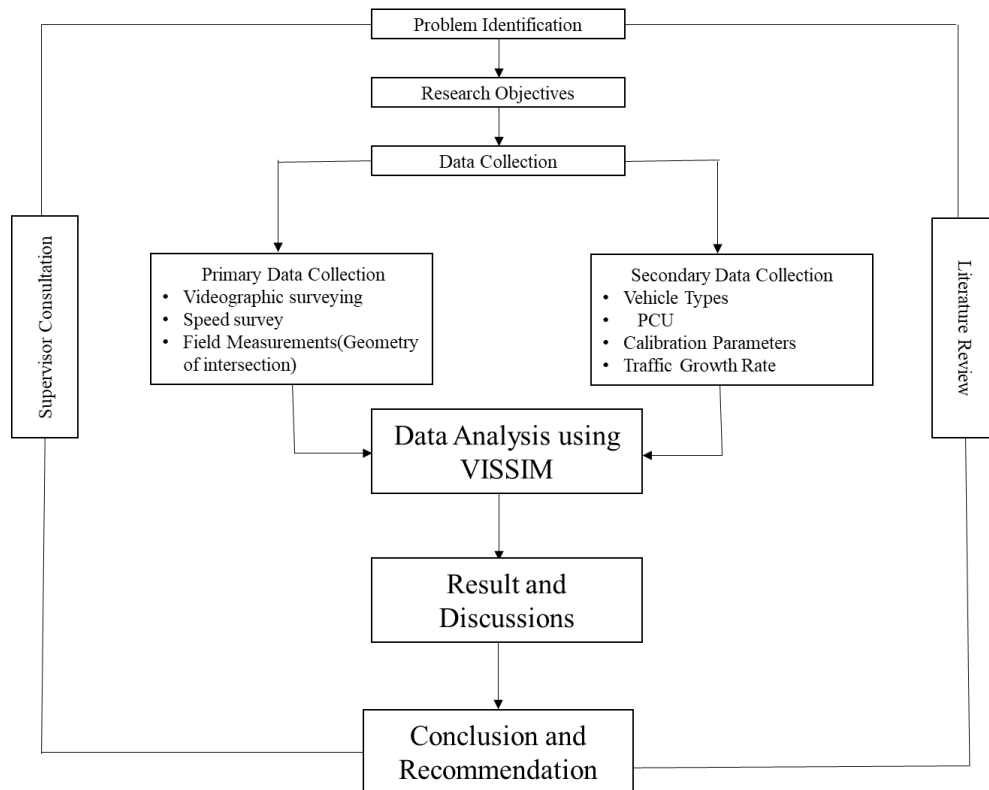 Problem Identification
Research Objectives
Data Collection
Supervisor Consultation
Primary Data Collection
• Videographic surveying
• Speed survey
• Field Measurements(Geometry
of intersection)
Secondary Data Collection
• Vehicle Types
• PCU
• Calibration Parameters
• Traffic Growth Rate
Literature Review
Data Analysis using
VISSIM
Result and
Discussions
Conclusion and
Recommendation